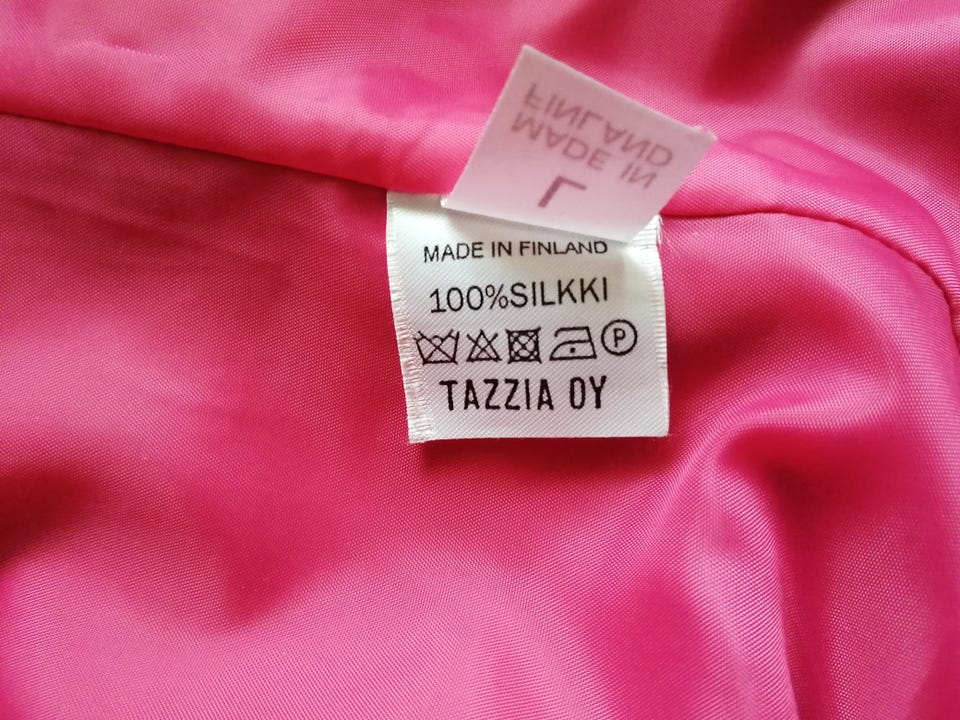 L
MADE IN
FINLAND
MADE IN FINLAND
100%SILKKI
P
TAZZIA OY